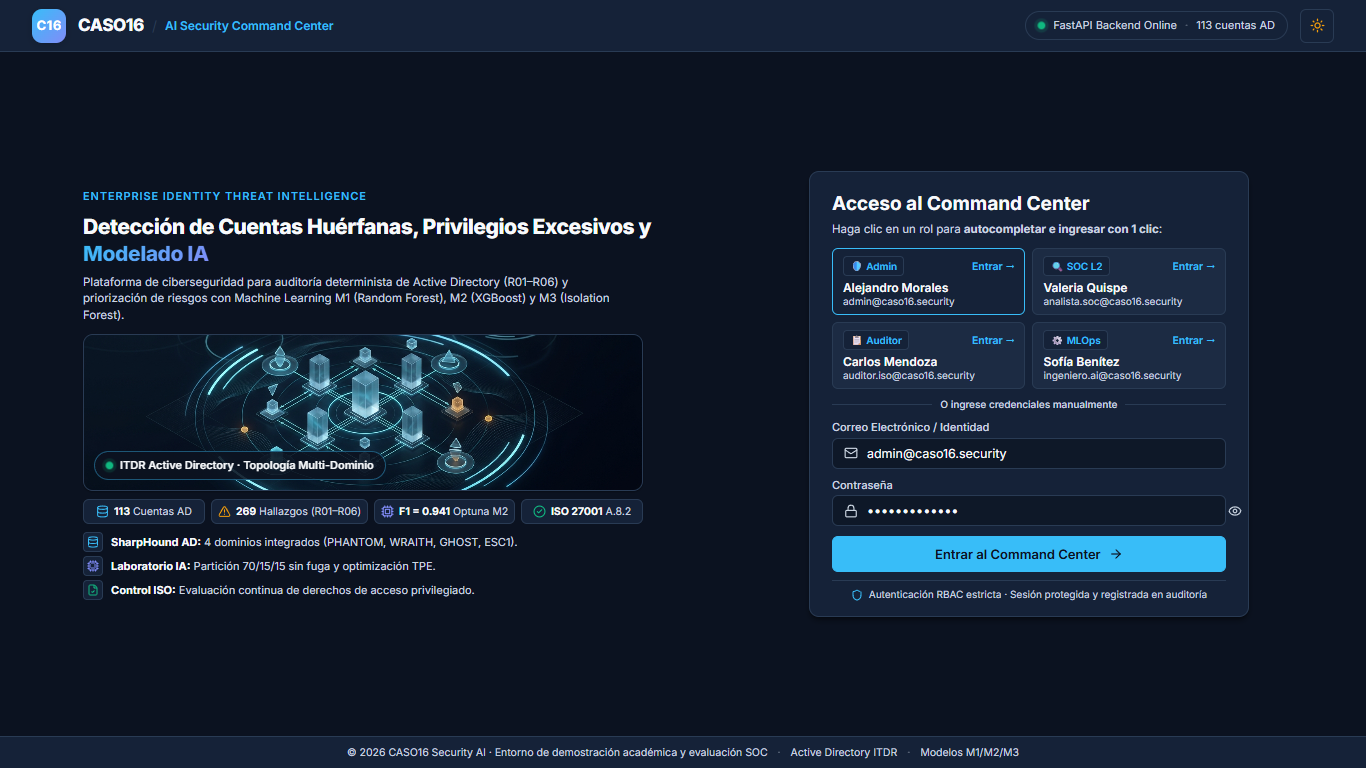 C16 CASO16 / AI Security Command Center
FastAPI Backend Online · 113 cuentas AD
ENTERPRISE IDENTITY THREAT INTELLIGENCE
Detección de Cuentas Huérfanas, Privilegios Excesivos y
Modelado IA
Plataforma de ciberseguridad para auditoría determinista de Active Directory (R01–R06) y
priorización de riesgos con Machine Learning M1 (Random Forest), M2 (XGBoost) y M3 (Isolation
Forest).
ITDR Active Directory · Topología Multi-Dominio
113 Cuentas AD
269 Hallazgos (R01–R06)
F1 = 0.941 Optuna M2
ISO 27001 A.8.2
SharpHound AD: 4 dominios integrados (PHANTOM, WRAITH, GHOST, ESC1).
Laboratorio IA: Partición 70/15/15 sin fuga y optimización TPE.
Control ISO: Evaluación continua de derechos de acceso privilegiado.
Acceso al Command Center
Haga clic en un rol para autocompletar e ingresar con 1 clic:
Admin Entrar →
Alejandro Morales
admin@caso16.security
SOC L2 Entrar →
Valeria Quispe
analista.soc@caso16.security
Auditor Entrar →
Carlos Mendoza
auditor.iso@caso16.security
MLOps Entrar →
Sofía Benítez
ingeniero.ai@caso16.security
O ingrese credenciales manualmente
Correo Electrónico / Identidad
admin@caso16.security
Contraseña
•••••••••••••
Entrar al Command Center →
Autenticación RBAC estricta · Sesión protegida y registrada en auditoría
© 2026 CASO16 Security AI · Entorno de demostración académica y evaluación SOC · Active Directory ITDR · Modelos M1/M2/M3